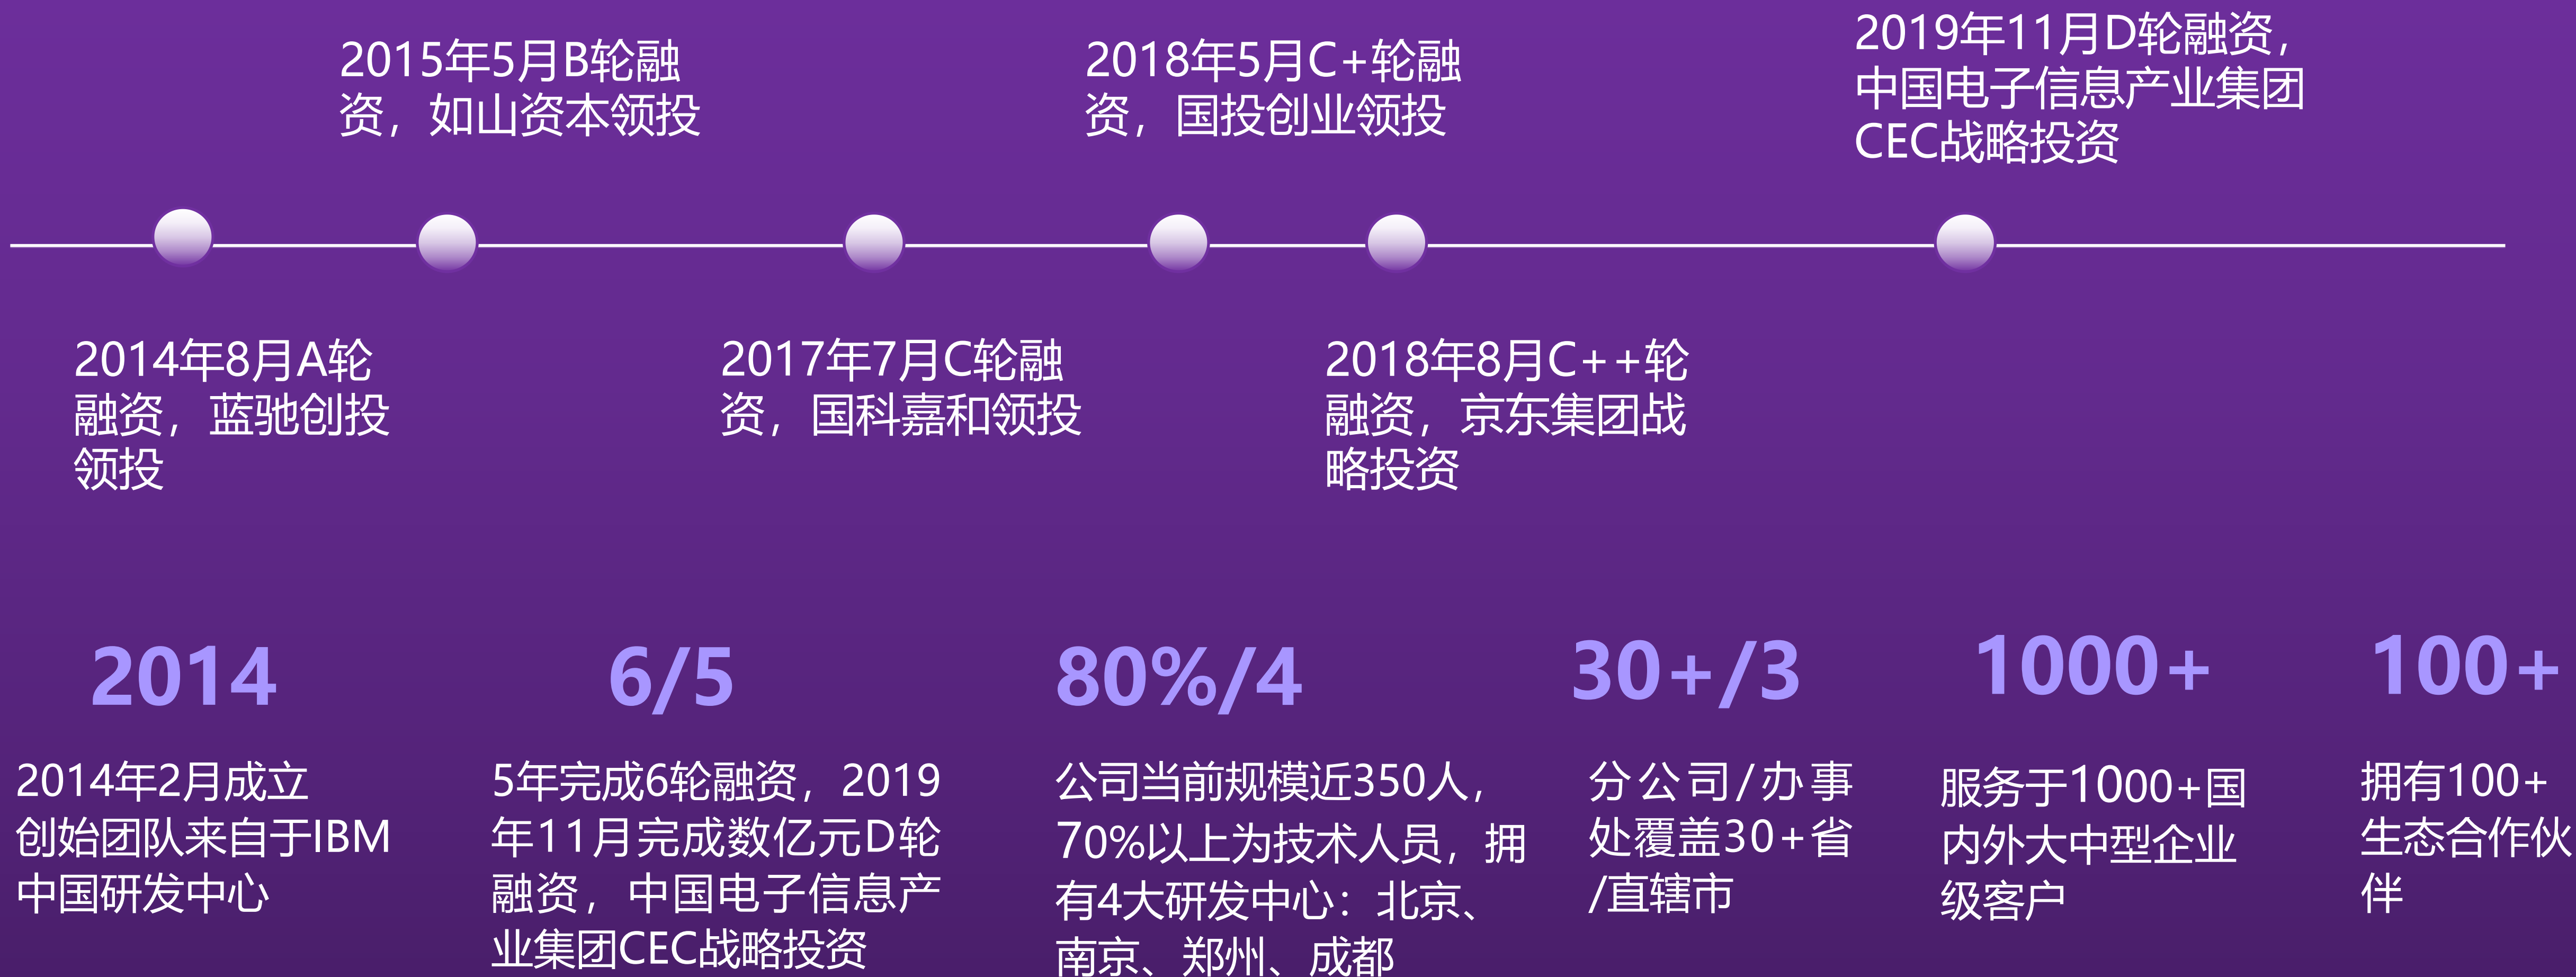 2015年5月B轮融
资，如山资本领投
2018年5月C+轮融
资，国投创业领投
2019年11月D轮融资，
中国电子信息产业集团
CEC战略投资
2014年8月A轮
融资，蓝驰创投
领投
2017年7月C轮融
资，国科嘉和领投
2018年8月C++轮
融资，京东集团战
略投资
2014
2014年2月成立
创始团队来自于IBM
中国研发中心
6/5
5年完成6轮融资，2019
年11月完成数亿元D轮
融资，中国电子信息产
业集团CEC战略投资
80%/4
公司当前规模近350人，
70%以上为技术人员，拥
有4大研发中心：北京、
南京、郑州、成都
30+/3
分公司/办事
处覆盖30+省
/直辖市
1000+
服务于1000+国
内外大中型企业
级客户
100+
拥有100+
生态合作伙
伴